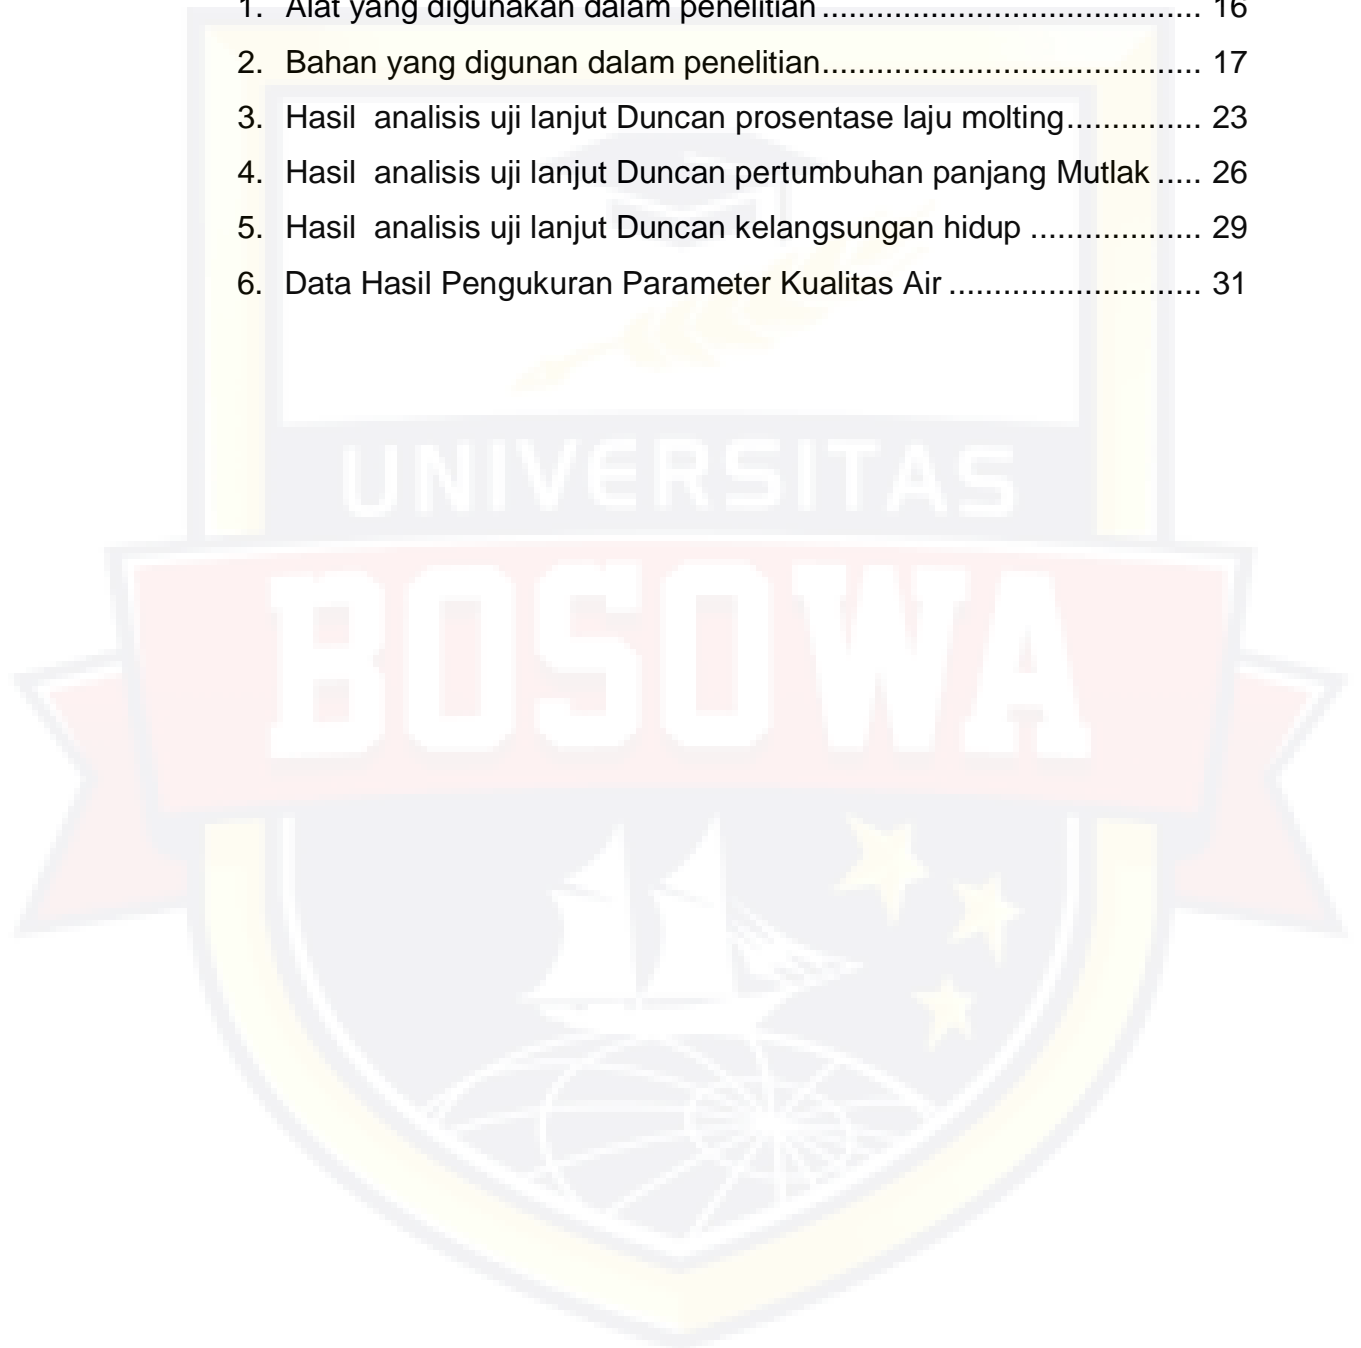 1. Alat yang digunakan dalam penelitian .......................................... 16
2. Bahan yang digunan dalam penelitian.......................................... 17
3. Hasil  analisis uji lanjut Duncan prosentase laju molting............... 23
4. Hasil  analisis uji lanjut Duncan pertumbuhan panjang Mutlak ..... 26
5. Hasil  analisis uji lanjut Duncan kelangsungan hidup ................... 29
6. Data Hasil Pengukuran Parameter Kualitas Air ............................ 31
UNIVERSITAS
BOSOWA